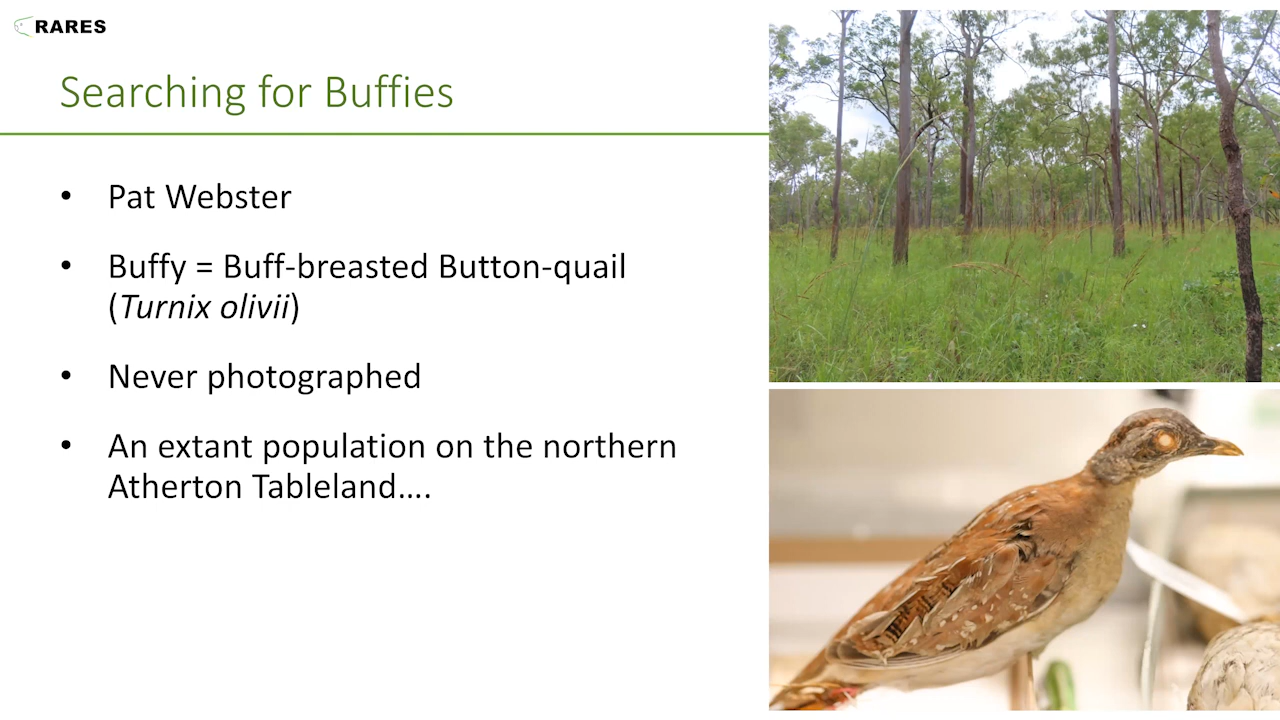 RARES
Searching for Buffies
• Pat Webster
• Buffy = Buff-breasted Button-quail
(Turnix olivii)
• Never photographed
• An extant population on the northern
Atherton Tableland....